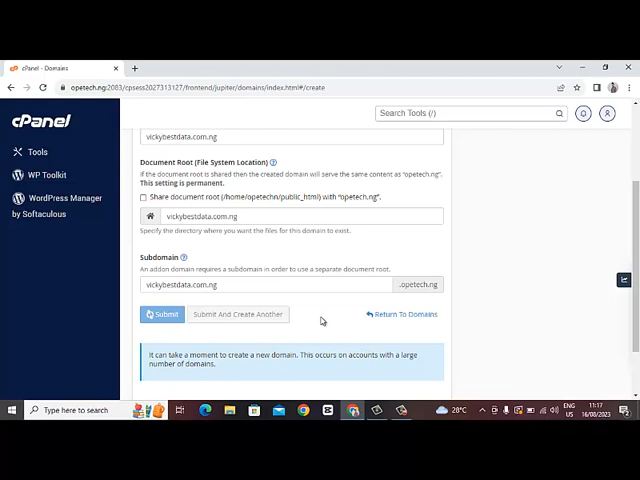 cPanel - Domains
opetech.ng:2083/cpsess2027313127/frontend/jupiter/domains/index.html#/create
cPanel
Search Tools (/)
Tools
WP Toolkit
WordPress Manager
by Softaculous
vickybestdata.com.ng
Document Root (File System Location)
If the document root is shared then the created domain will serve the same content as "opetech.ng".
This setting is permanent.
Share document root (/home/opetechn/public_html) with "opetech.ng".
vickybestdata.com.ng
Specify the directory where you want the files for this domain to exist.
Subdomain
An addon domain requires a subdomain in order to use a separate document root.
vickybestdata.com.ng
.opetech.ng
Submit
Submit And Create Another
Return To Domains
It can take a moment to create a new domain. This occurs on accounts with a large
number of domains.
Type here to search
28°C
ENG
US
11:17
16/08/2023